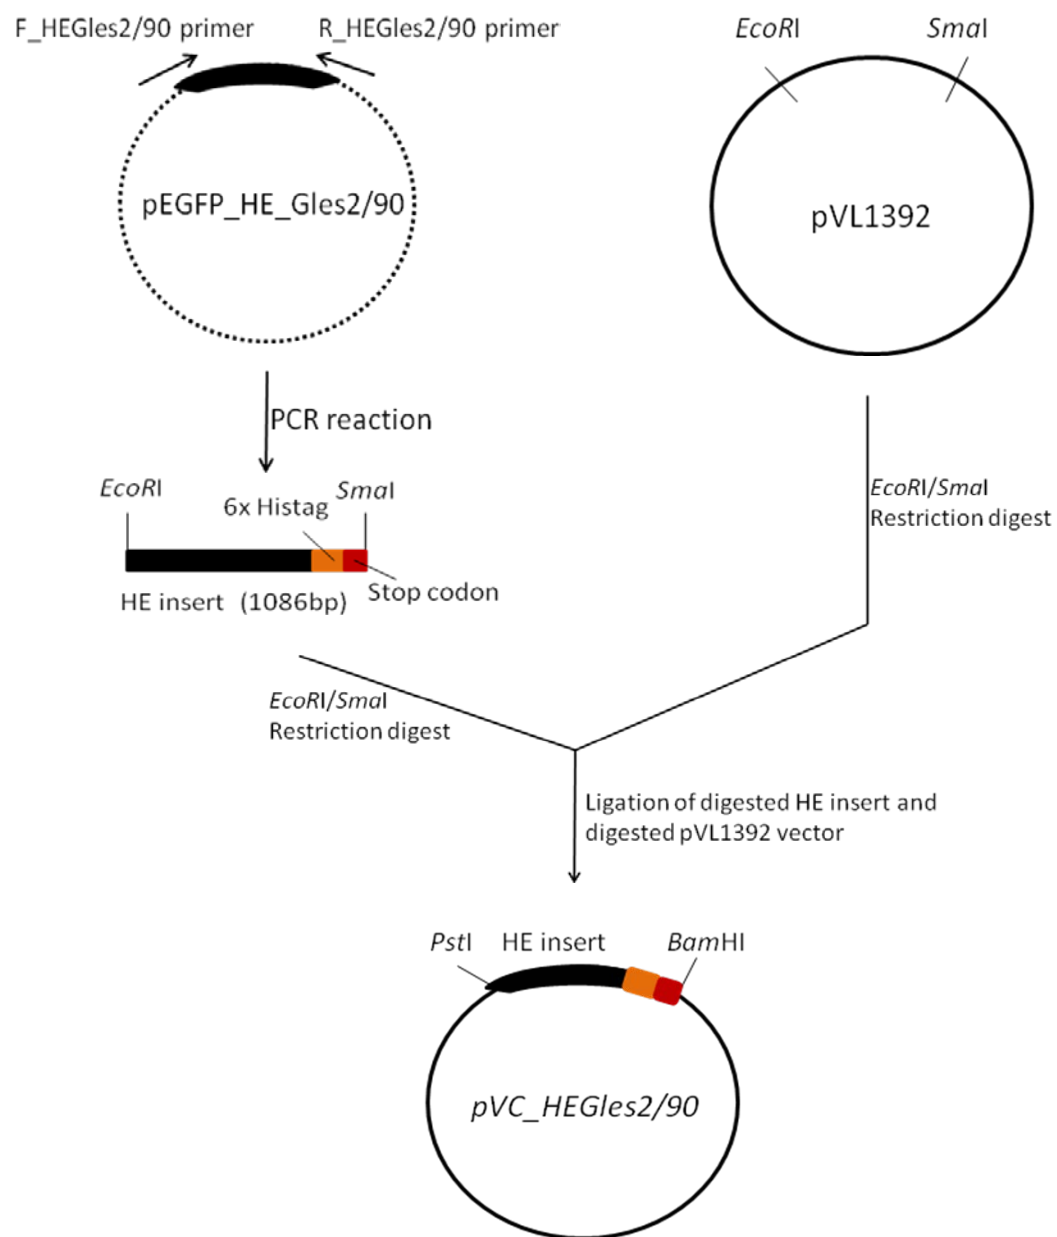 F_HEGles2/90 primer
R_HEGles2/90 primer
EcoRI
SmaI
pEGFP_HE_Gles2/90
pVL1392
PCR reaction
EcoRI
6x Histag
SmaI
HE insert (1086bp)
Stop codon
EcoRI/SmaI
Restriction digest
EcoRI/SmaI
Restriction digest
Ligation of digested HE insert and
digested pVL1392 vector
PstI
HE insert
BamHI
pVC_HEGles2/90